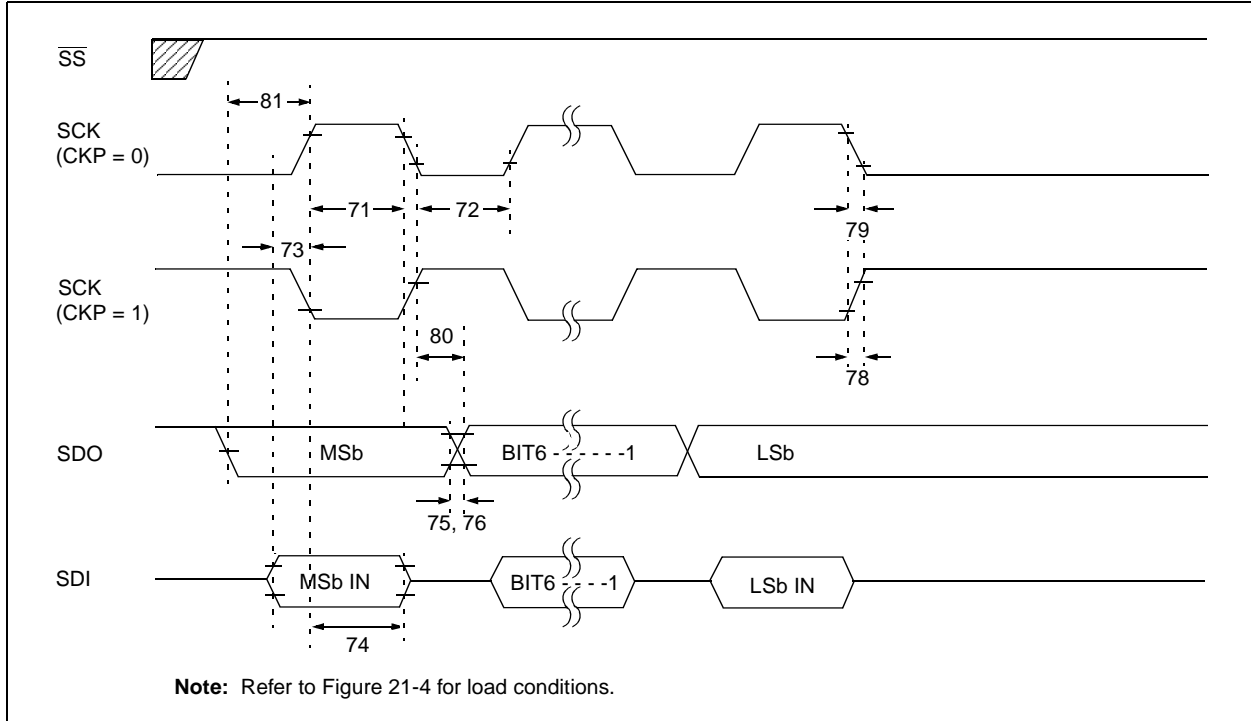 SS
81
SCK
(CKP = 0)
71
72
79
73
SCK
(CKP = 1)
80
78
SDO
MSb
BIT6 - - - - - -1
LSb
75, 76
SDI
MSb IN
BIT6 - - - - -1
LSb IN
74
Note: Refer to Figure 21-4 for load conditions.